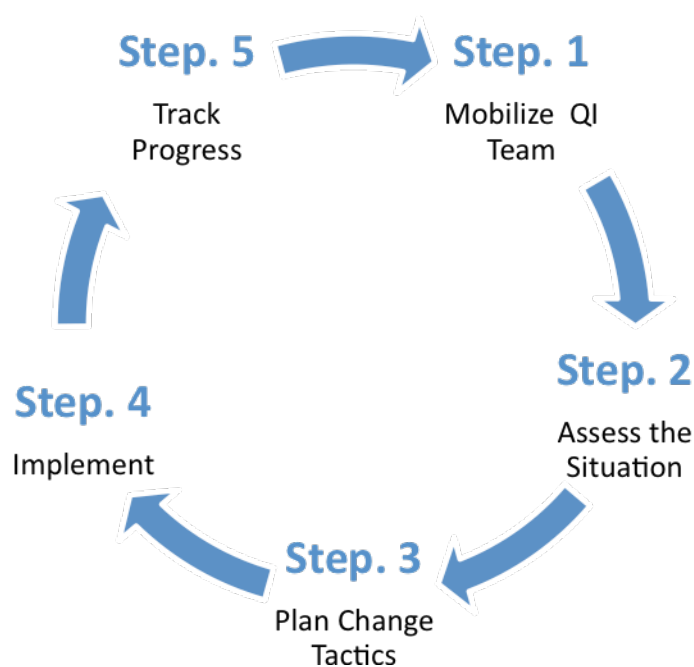 Step. 1
Mobilize QI
Team
Step. 2
Assess the
Situation
Step. 3
Plan Change
Tactics
Step. 4
Implement
Step. 5
Track
Progress